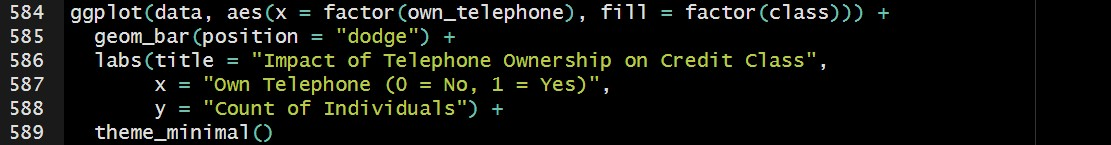 584 ggplot(data, aes(x = factor(own_telephone), fill = factor(class))) +
585   geom_bar(position = "dodge") +
586   labs(title = "Impact of Telephone Ownership on Credit Class",
587        x = "Own Telephone (0 = No, 1 = Yes)",
588        y = "Count of Individuals") +
589   theme_minimal()